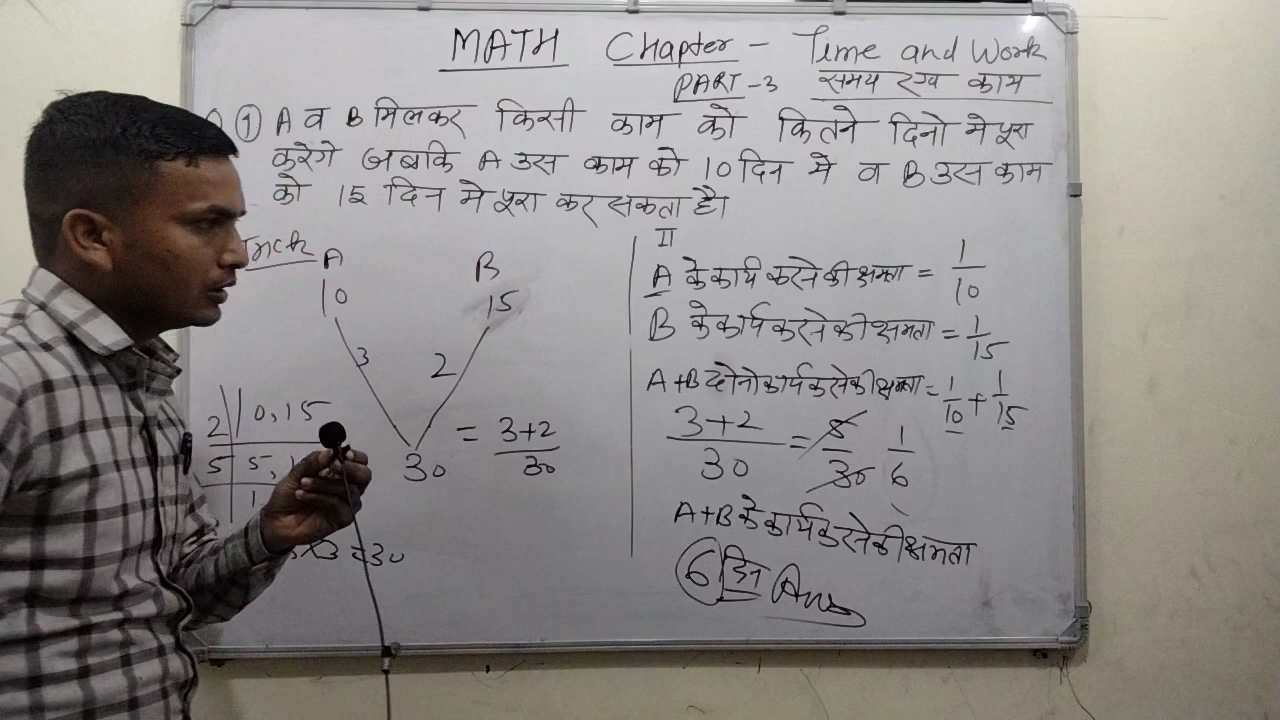 MATH Chapter - Time and Work
PART-3 समय एवं काम
Q ① A व B मिलकर किसी काम को कितने दिनो मे पूरा
करेगे जबकि A उस काम को 10 दिन मे व B उस काम
को 15 दिन मे पूरा कर सकता है।
Trick
A B
10 15
3 2
30 = 3+2/30
2 10, 15
5 5,
1
3 = 30
II
A के कार्य करने की क्षमता = 1/10
B के कार्य करने की क्षमता = 1/15
A+B दोनो कार्य करने की क्षमता = 1/10 + 1/15
3+2/30 = 5/30 1/6
A+B के कार्य करने की क्षमता
6 दिन Ans